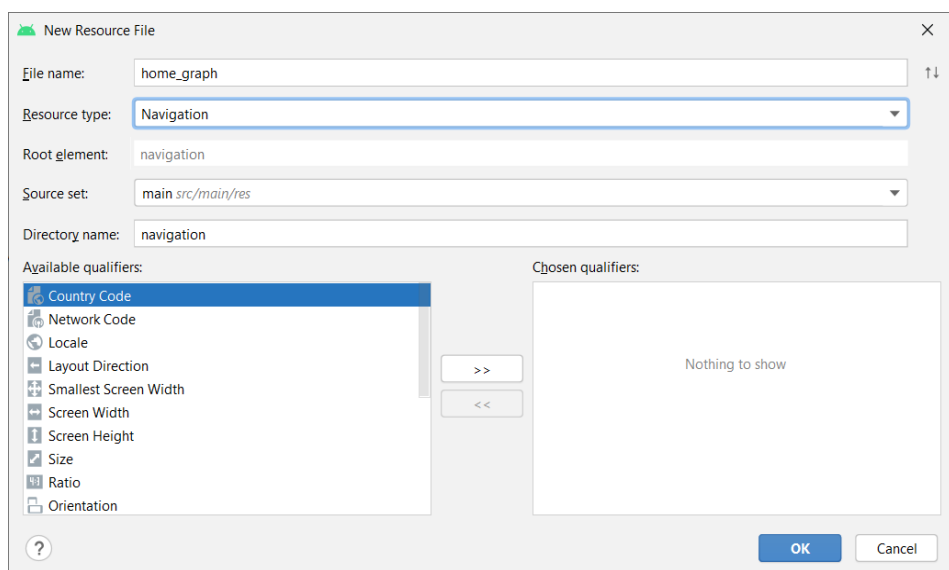 New Resource File
File name: home_graph
Resource type: Navigation
Root element: navigation
Source set: main src/main/res
Directory name: navigation
Available qualifiers: Chosen qualifiers:
Country Code
Network Code
Locale
Layout Direction
Smallest Screen Width
Screen Width
Screen Height
Size
Ratio
Orientation
>>
<<
Nothing to show
? OK Cancel